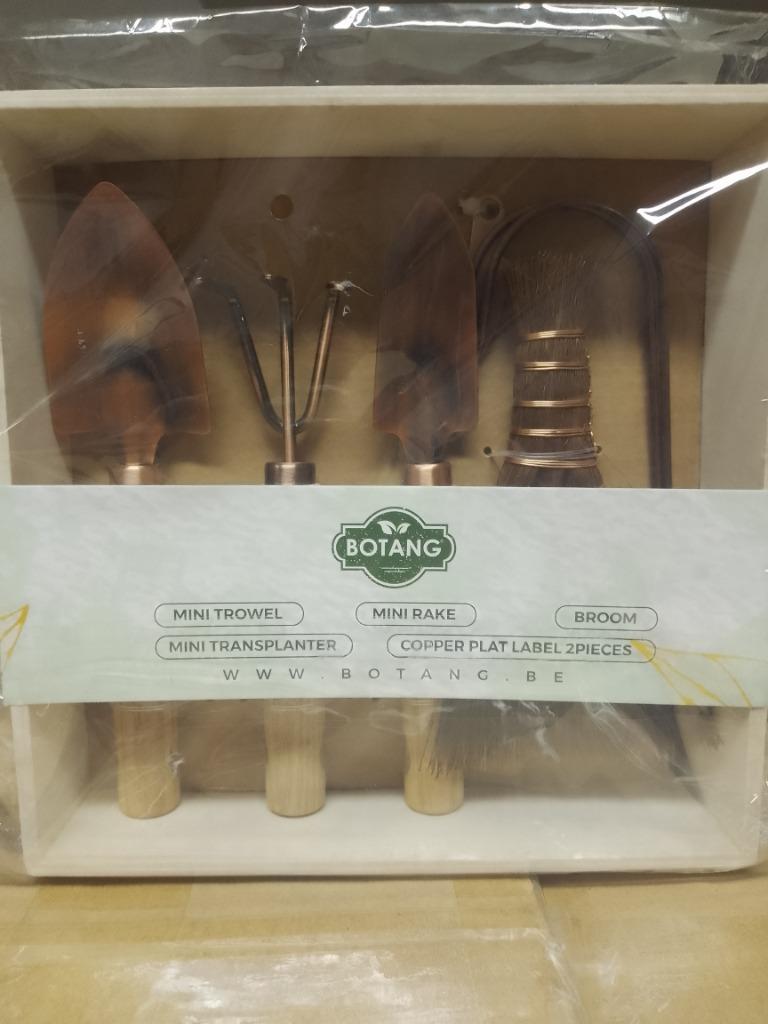 BOTANG
MINI TROWEL MINI RAKE BROOM
MINI TRANSPLANTER COPPER PLAT LABEL 2PIECES
WWW.BOTANG.BE